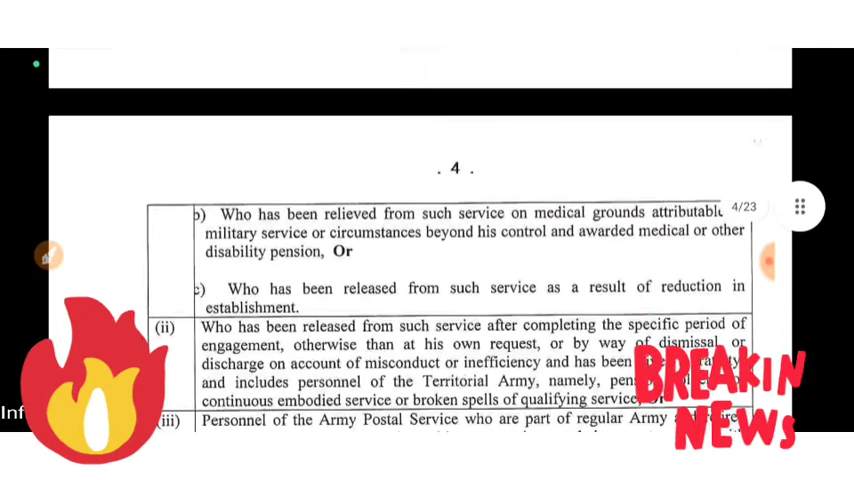 . 4 .
4/23
b) Who has been relieved from such service on medical grounds
military service or circumstances beyond his control and awarded medical or other
disability pension, Or
c) Who has been released from such service as a result of reduction in
establishment.
(ii) Who has been released from such service after completing the specific period of
engagement, otherwise than at his own request, or by way of dismissal, or
discharge on account of misconduct or inefficiency and has been
and includes personnel of the Territorial Army, namely,
continuous embodied service or broken spells of qualifying service,
(iii) Personnel of the Army Postal Service who are part of regular Army
Inf
BREAKIN
NEWS